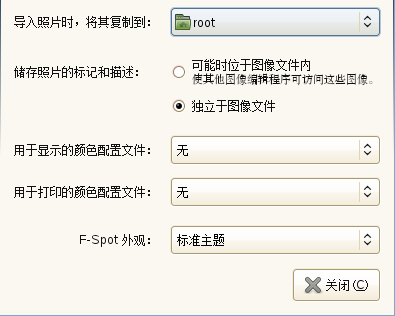 导入照片时，将其复制到： root
储存照片的标记和描述： 可能时位于图像文件内
使其他图像编辑程序可访问这些图像。
独立于图像文件
用于显示的颜色配置文件： 无
用于打印的颜色配置文件： 无
F-Spot 外观： 标准主题
关闭(C)